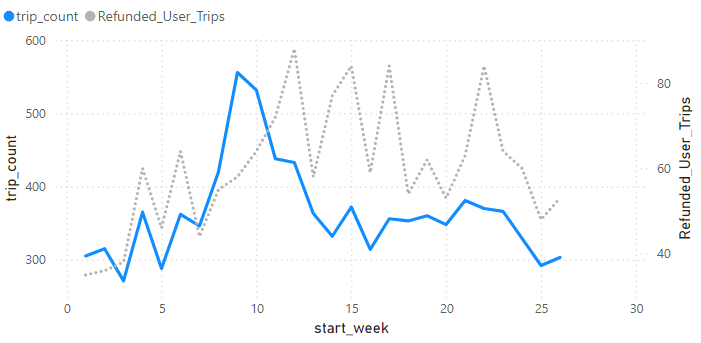 trip_count Refunded_User_Trips
600
500
400
300
trip_count
80
60
40
Refunded_User_Trips
0 5 10 15 20 25 30
start_week